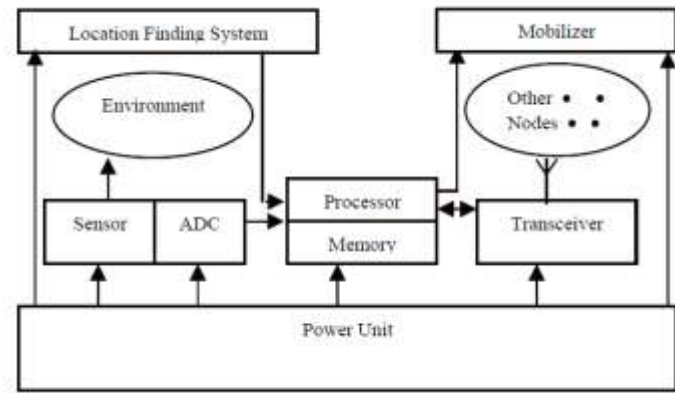 Location Finding System
Mobilizer
Environment
Other
Nodes
Sensor
ADC
Processor
Memory
Transceiver
Power Unit